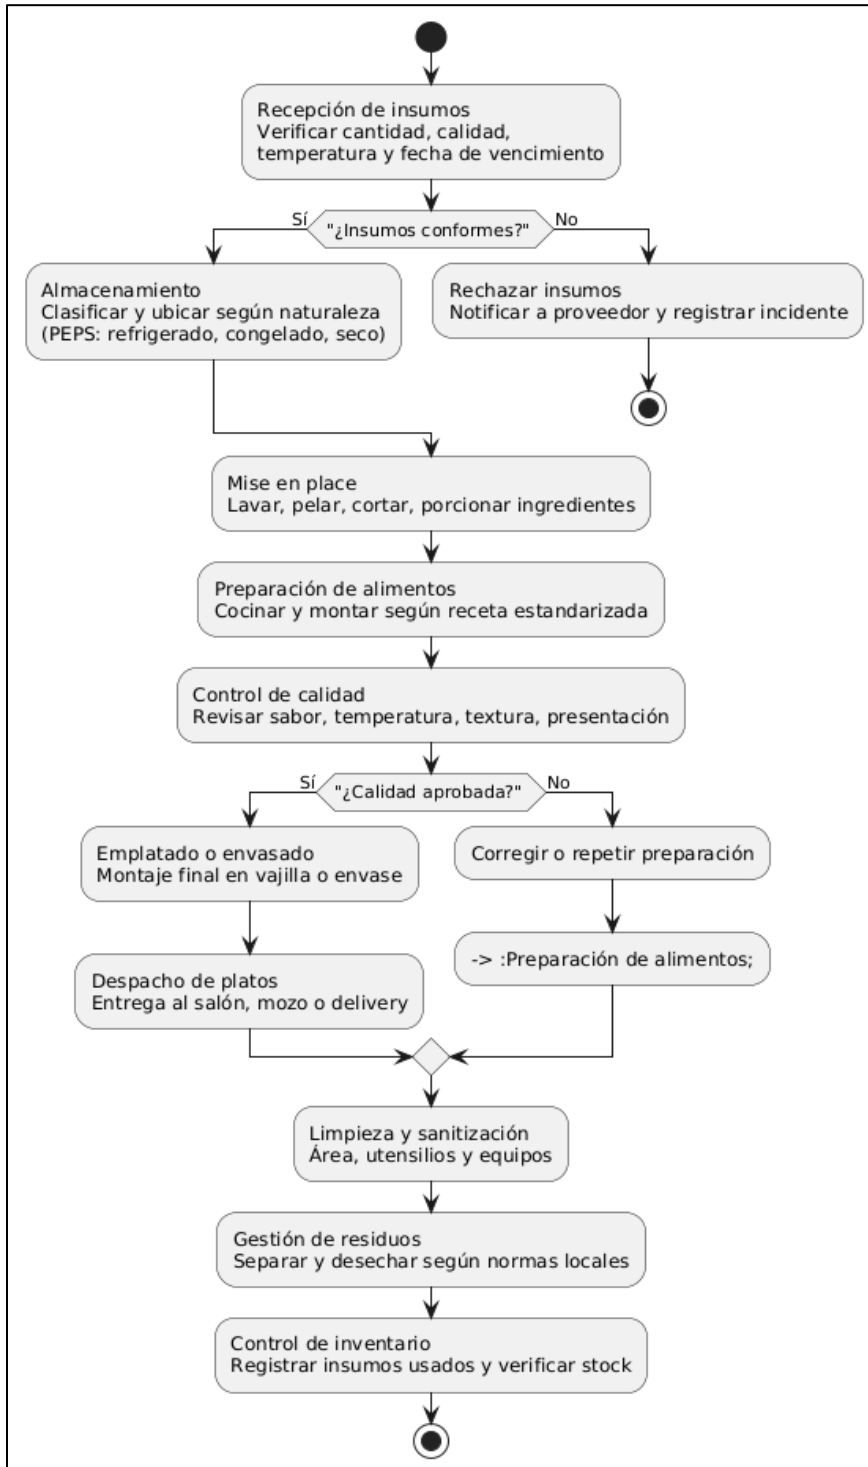 Recepción de insumos
Verificar cantidad, calidad,
temperatura y fecha de vencimiento
Sí
"¿Insumos conformes?"
No
Almacenamiento
Clasificar y ubicar según naturaleza
(PEPS: refrigerado, congelado, seco)
Rechazar insumos
Notificar a proveedor y registrar incidente
Mise en place
Lavar, pelar, cortar, porcionar ingredientes
Preparación de alimentos
Cocinar y montar según receta estandarizada
Control de calidad
Revisar sabor, temperatura, textura, presentación
Sí
"¿Calidad aprobada?"
No
Emplatado o envasado
Montaje final en vajilla o envase
Despacho de platos
Entrega al salón, mozo o delivery
Corregir o repetir preparación
-> :Preparación de alimentos;
Limpieza y sanitización
Área, utensilios y equipos
Gestión de residuos
Separar y desechar según normas locales
Control de inventario
Registrar insumos usados y verificar stock